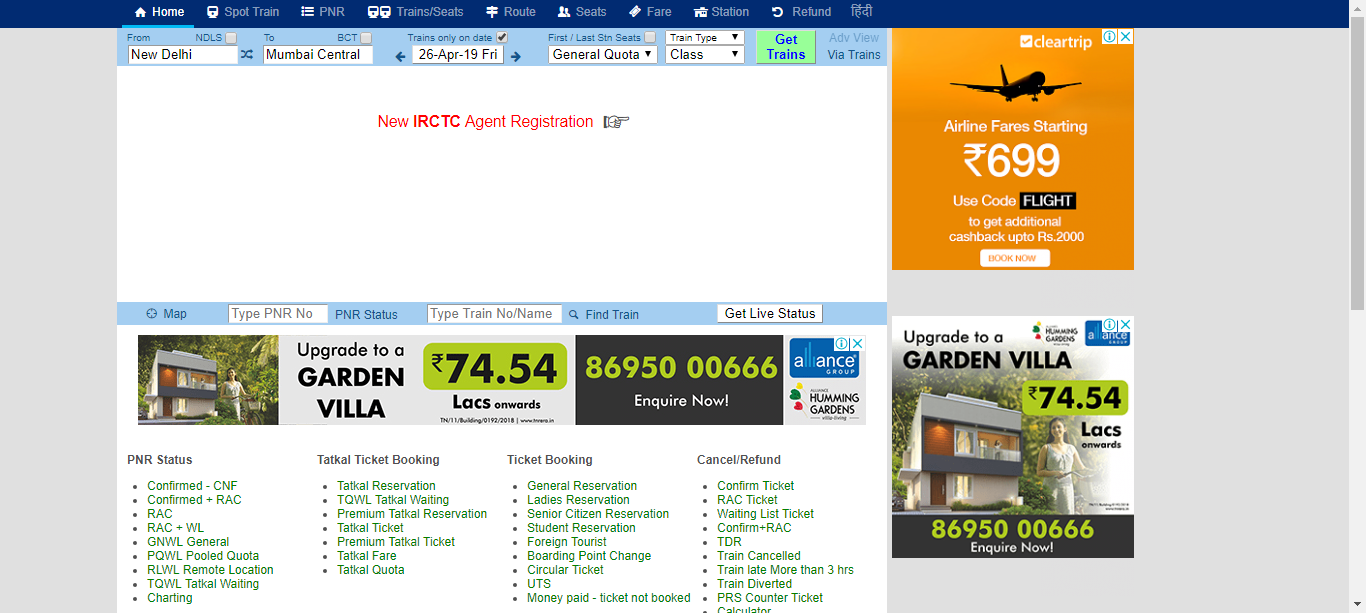 Home Spot Train PNR Trains/Seats Route Seats Fare Station Refund हिंदी
From NDLS To BCT Trains only on date First / Last Stn Seats Train Type Get Trains Adv View
New Delhi Mumbai Central 26-Apr-19 Fri General Quota Class Via Trains
New IRCTC Agent Registration
Map Type PNR No PNR Status Type Train No/Name Find Train Get Live Status
Upgrade to a
GARDEN
VILLA
₹74.54
Lacs onwards
TN/11/Building/0192/2018 | www.tnrera.in
86950 00666
Enquire Now!
alliance
GROUP
ALLIANCE
HUMMING
GARDENS
villa-living
PNR Status
Confirmed - CNF
Confirmed + RAC
RAC
RAC + WL
GNWL General
PQWL Pooled Quota
RLWL Remote Location
TQWL Tatkal Waiting
Charting
Tatkal Ticket Booking
Tatkal Reservation
TQWL Tatkal Waiting
Premium Tatkal Reservation
Tatkal Ticket
Premium Tatkal Ticket
Tatkal Fare
Tatkal Quota
Ticket Booking
General Reservation
Ladies Reservation
Senior Citizen Reservation
Student Reservation
Foreign Tourist
Boarding Point Change
Circular Ticket
UTS
Money paid - ticket not booked
Cancel/Refund
Confirm Ticket
RAC Ticket
Waiting List Ticket
Confirm+RAC
TDR
Train Cancelled
Train late More than 3 hrs
Train Diverted
PRS Counter Ticket
Calculator
cleartrip
Airline Fares Starting
₹699
Use Code FLIGHT
to get additional
cashback upto Rs.2000
BOOK NOW
Upgrade to a
GARDEN VILLA
HUMMING
GARDENS
alliance
GROUP
₹74.54
Lacs
onwards
86950 00666
Enquire Now!